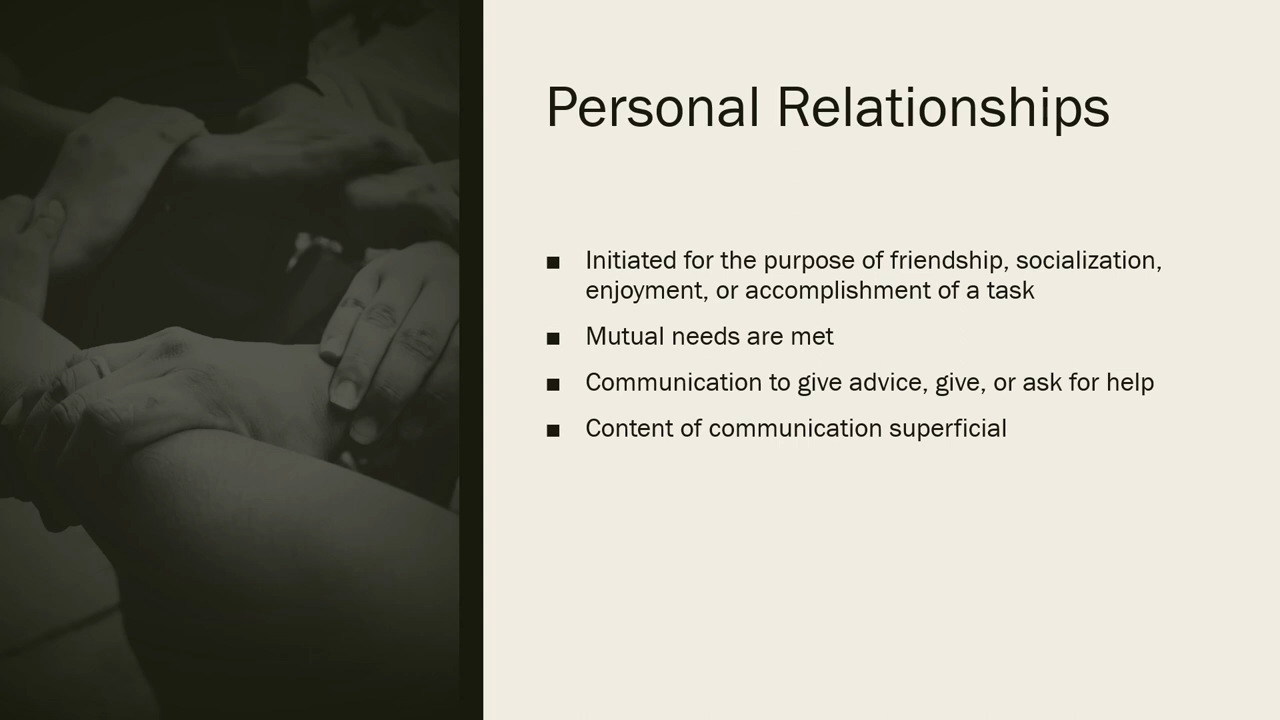 Personal Relationships
■ Initiated for the purpose of friendship, socialization,
enjoyment, or accomplishment of a task
■ Mutual needs are met
■ Communication to give advice, give, or ask for help
■ Content of communication superficial